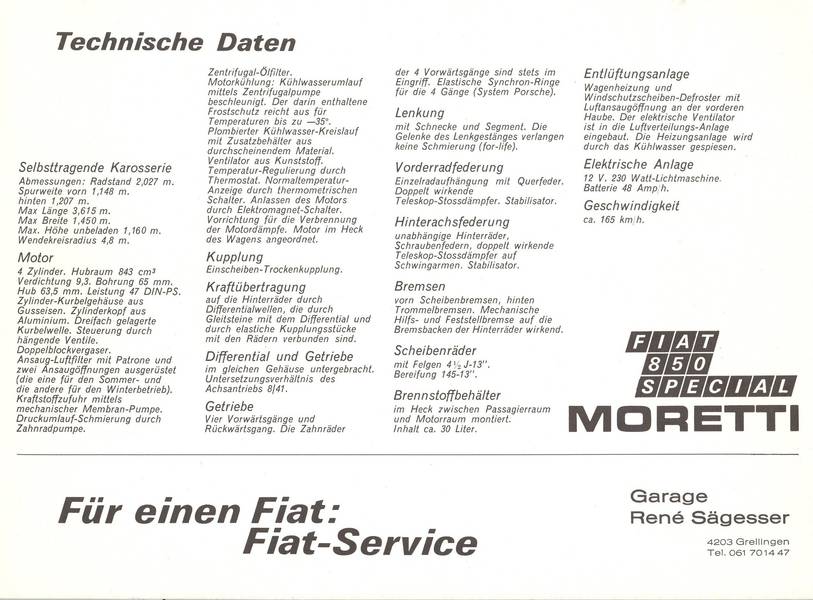 Technische Daten
Selbsttragende Karosserie
Abmessungen: Radstand 2,027 m.
Spurweite vorn 1,148 m.
hinten 1,207 m.
Max Länge 3,615 m.
Max Breite 1,450 m.
Max. Höhe unbeladen 1,160 m.
Wendekreisradius 4,8 m.
Motor
4 Zylinder. Hubraum 843 cm³
Verdichtung 9,3. Bohrung 65 mm.
Hub 63,5 mm. Leistung 47 DIN-PS.
Zylinder-Kurbelgehäuse aus
Gusseisen. Zylinderkopf aus
Aluminium. Dreifach gelagerte
Kurbelwelle. Steuerung durch
hängende Ventile.
Doppelblockvergaser.
Ansaug-Luftfilter mit Patrone und
zwei Ansaugöffnungen ausgerüstet
(die eine für den Sommer- und
die andere für den Winterbetrieb).
Kraftstoffzufuhr mittels
mechanischer Membran-Pumpe.
Druckumlauf-Schmierung durch
Zahnradpumpe.
Zentrifugal-Ölfilter.
Motorkühlung: Kühlwasserumlauf
mittels Zentrifugalpumpe
beschleunigt. Der darin enthaltene
Frostschutz reicht aus für
Temperaturen bis zu —35°.
Plombierter Kühlwasser-Kreislauf
mit Zusatzbehälter aus
durchscheinendem Material.
Ventilator aus Kunststoff.
Temperatur-Regulierung durch
Thermostat. Normaltemperatur-
Anzeige durch thermometrischen
Schalter. Anlassen des Motors
durch Elektromagnet-Schalter.
Vorrichtung für die Verbrennung
der Motordämpfe. Motor im Heck
des Wagens angeordnet.
Kupplung
Einscheiben-Trockenkupplung.
Kraftübertragung
auf die Hinterräder durch
Differentialwellen, die durch
Gleitsteine mit dem Differential und
durch elastische Kupplungsstücke
mit den Rädern verbunden sind.
Differential und Getriebe
im gleichen Gehäuse untergebracht.
Untersetzungsverhältnis des
Achsantriebs 8/41.
Getriebe
Vier Vorwärtsgänge und
Rückwärtsgang. Die Zahnräder
der 4 Vorwärtsgänge sind stets im
Eingriff. Elastische Synchron-Ringe
für die 4 Gänge (System Porsche).
Lenkung
mit Schnecke und Segment. Die
Gelenke des Lenkgestänges verlangen
keine Schmierung (for-life).
Vorderradfederung
Einzelradaufhängung mit Querfeder.
Doppelt wirkende
Teleskop-Stossdämpfer. Stabilisator.
Hinterachsfederung
unabhängige Hinterräder,
Schraubenfedern, doppelt wirkende
Teleskop-Stossdämpfer auf
Schwingarmen. Stabilisator.
Bremsen
vorn Scheibenbremsen, hinten
Trommelbremsen. Mechanische
Hilfs- und Feststellbremse auf die
Bremsbacken der Hinterräder wirkend.
Scheibenräder
mit Felgen 4½ J-13".
Bereifung 145-13".
Brennstoffbehälter
im Heck zwischen Passagierraum
und Motorraum montiert.
Inhalt ca. 30 Liter.
Entlüftungsanlage
Wagenheizung und
Windschutzscheiben-Defroster mit
Luftansaugöffnung an der vorderen
Haube. Der elektrische Ventilator
ist in die Luftverteilungs-Anlage
eingebaut. Die Heizungsanlage wird
durch das Kühlwasser gespiesen.
Elektrische Anlage
12 V. 230 Watt-Lichtmaschine.
Batterie 48 Amp/h.
Geschwindigkeit
ca. 165 km/h.
FIAT
850
SPECIAL
MORETTI
Für einen Fiat:
Fiat-Service
Garage
René Sägesser
4203 Grellingen
Tel. 061 70 14 47